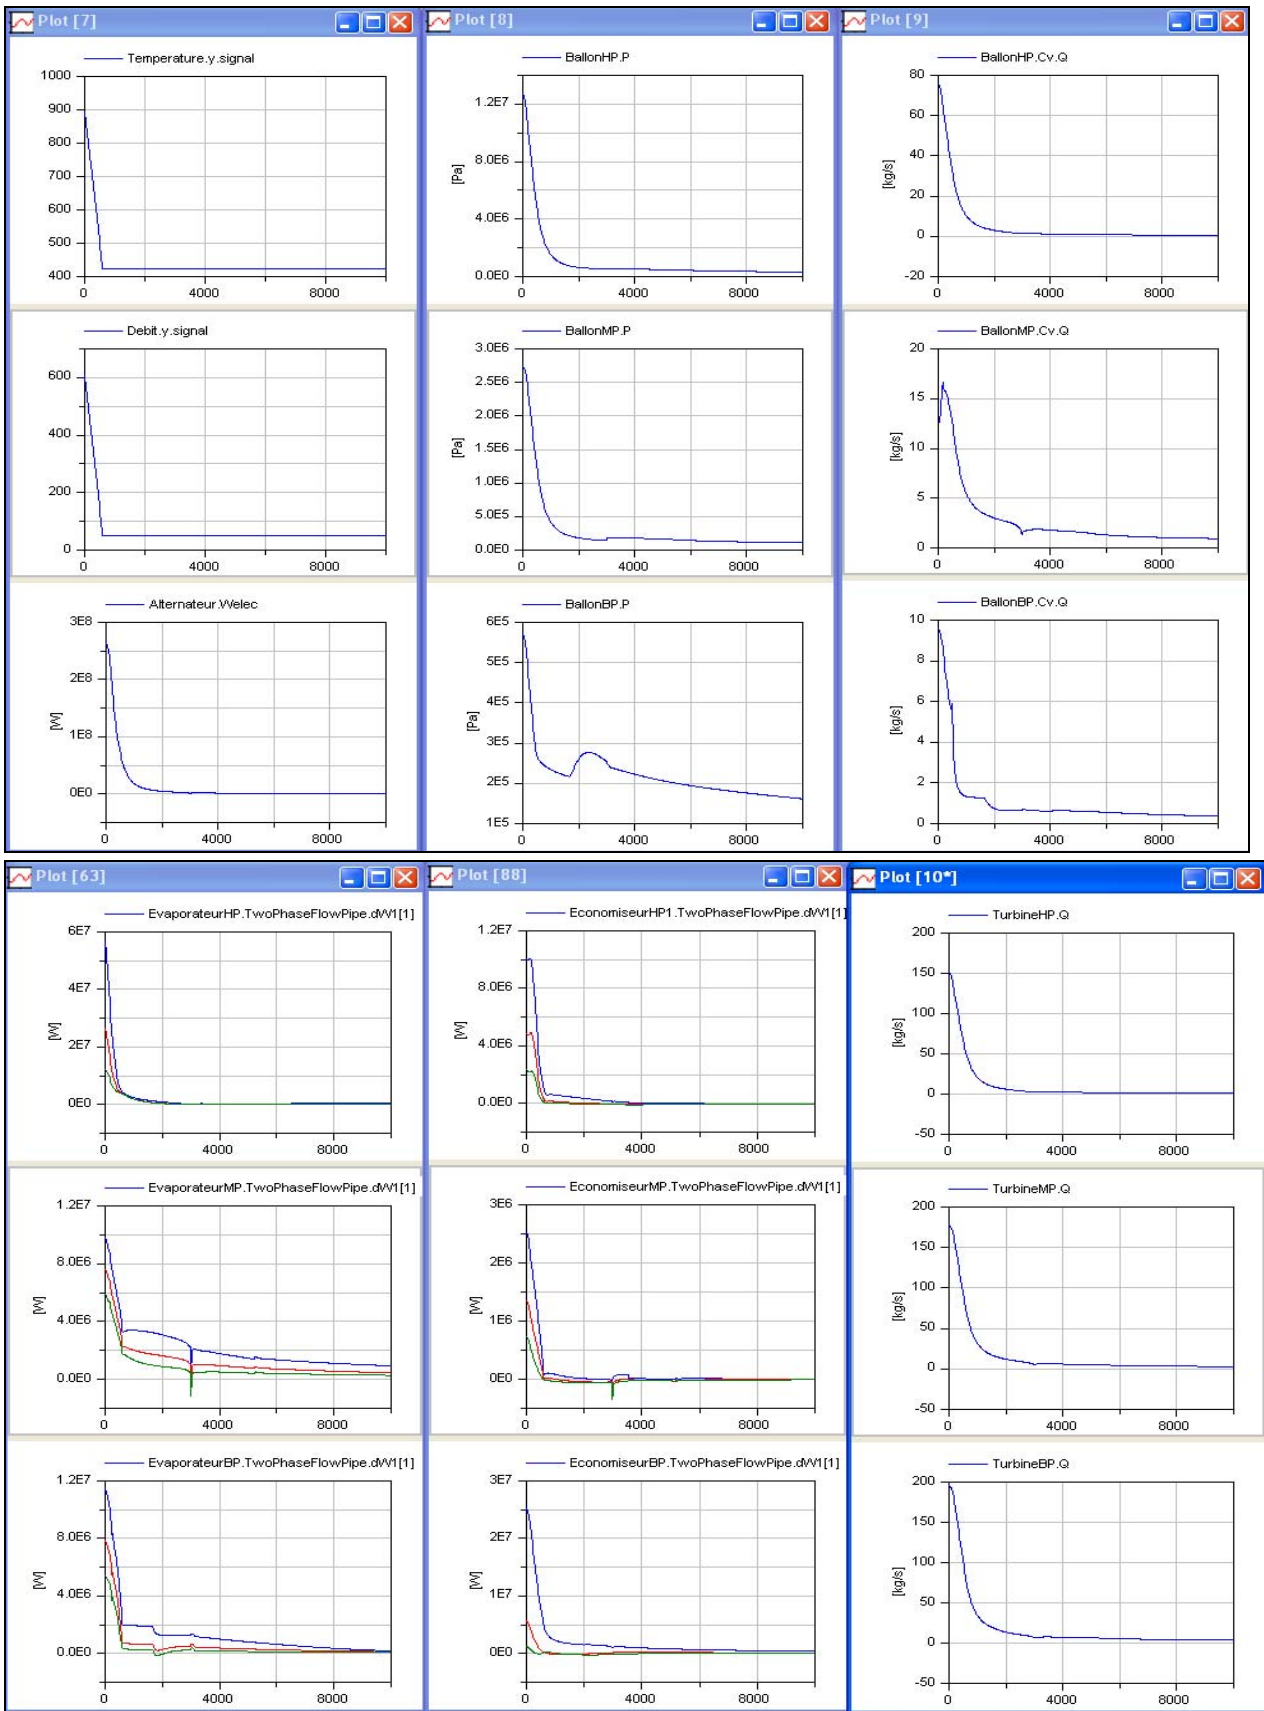 Plot [7]
Temperature.y.signal
1000
900
800
700
600
500
400
0 4000 8000
Debit.y.signal
600
400
200
0
0 4000 8000
Alternateur.Welec
3E8
2E8
1E8
0E0
[W]
0 4000 8000
Plot [8]
BallonHP.P
1.2E7
8.0E6
4.0E6
0.0E0
[Pa]
0 4000 8000
BallonMP.P
3.0E6
2.5E6
2.0E6
1.5E6
1.0E6
5.0E5
0.0E0
[Pa]
0 4000 8000
BallonBP.P
6E5
5E5
4E5
3E5
2E5
1E5
[Pa]
0 4000 8000
Plot [9]
BallonHP.Cv.Q
80
60
40
20
0
-20
[kg/s]
0 4000 8000
BallonMP.Cv.Q
20
15
10
5
0
[kg/s]
0 4000 8000
BallonBP.Cv.Q
10
8
6
4
2
0
[kg/s]
0 4000 8000
Plot [63]
EvaporateurHP.TwoPhaseFlowPipe.dW1[1]
6E7
4E7
2E7
0E0
[W]
0 4000 8000
EvaporateurMP.TwoPhaseFlowPipe.dW1[1]
1.2E7
8.0E6
4.0E6
0.0E0
[W]
0 4000 8000
EvaporateurBP.TwoPhaseFlowPipe.dW1[1]
1.2E7
8.0E6
4.0E6
0.0E0
[W]
0 4000 8000
Plot [88]
EconomiseurHP1.TwoPhaseFlowPipe.dW1[1]
1.2E7
8.0E6
4.0E6
0.0E0
[W]
0 4000 8000
EconomiseurMP.TwoPhaseFlowPipe.dW1[1]
3E6
2E6
1E6
0E0
[W]
0 4000 8000
EconomiseurBP.TwoPhaseFlowPipe.dW1[1]
3E7
2E7
1E7
0E0
[W]
0 4000 8000
Plot [10*]
TurbineHP.Q
200
150
100
50
0
-50
[kg/s]
0 4000 8000
TurbineMP.Q
200
150
100
50
0
-50
[kg/s]
0 4000 8000
TurbineBP.Q
200
150
100
50
0
-50
[kg/s]
0 4000 8000